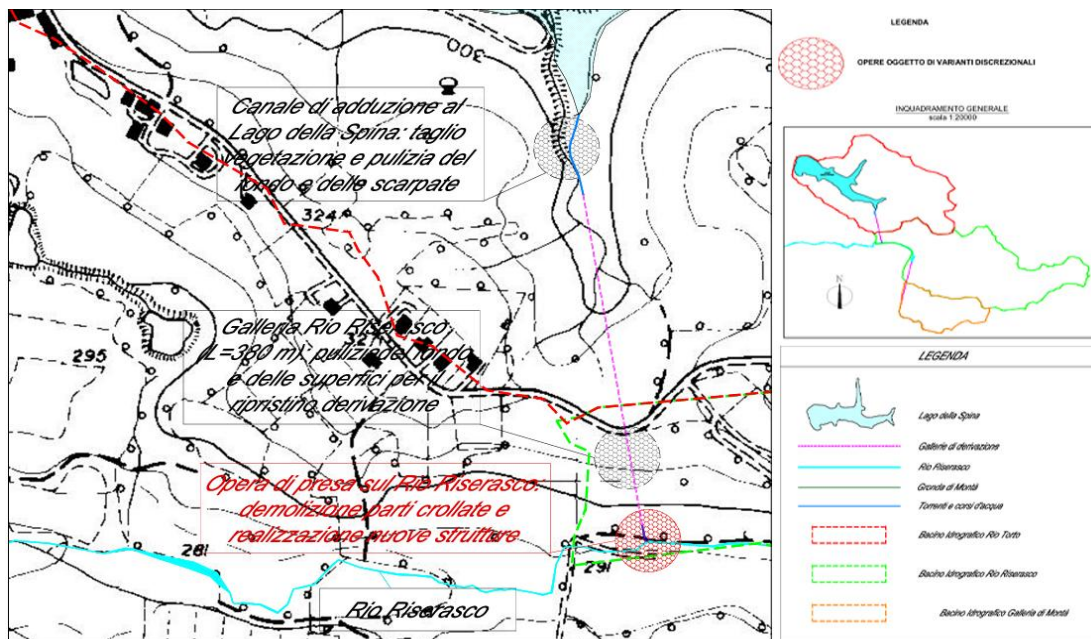 300
Canale di adduzione al
Lago della Spina: taglio
vegetazione e pulizia del
fondo e delle scarpate
324
Galleria Rio Riserasco
(L=380 m): pulizia del fondo
e delle superfici per il
ripristino derivazione
321
295
Opera di presa sul Rio Riserasco:
demolizione parti crollate e
realizzazione nuove strutture
281
291
Rio Riserasco
LEGENDA
OPERE OGGETTO DI VARIANTI DISCREZIONALI
INQUADRAMENTO GENERALE
scala 1:20000
N
LEGENDA
Lago della Spina
Gallerie di derivazione
Rio Riserasco
Gronda di Montà
Torrenti e corsi d'acqua
Bacino Idrografico Rio Torto
Bacino Idrografico Rio Riserasco
Bacino Idrografico Galleria di Montà